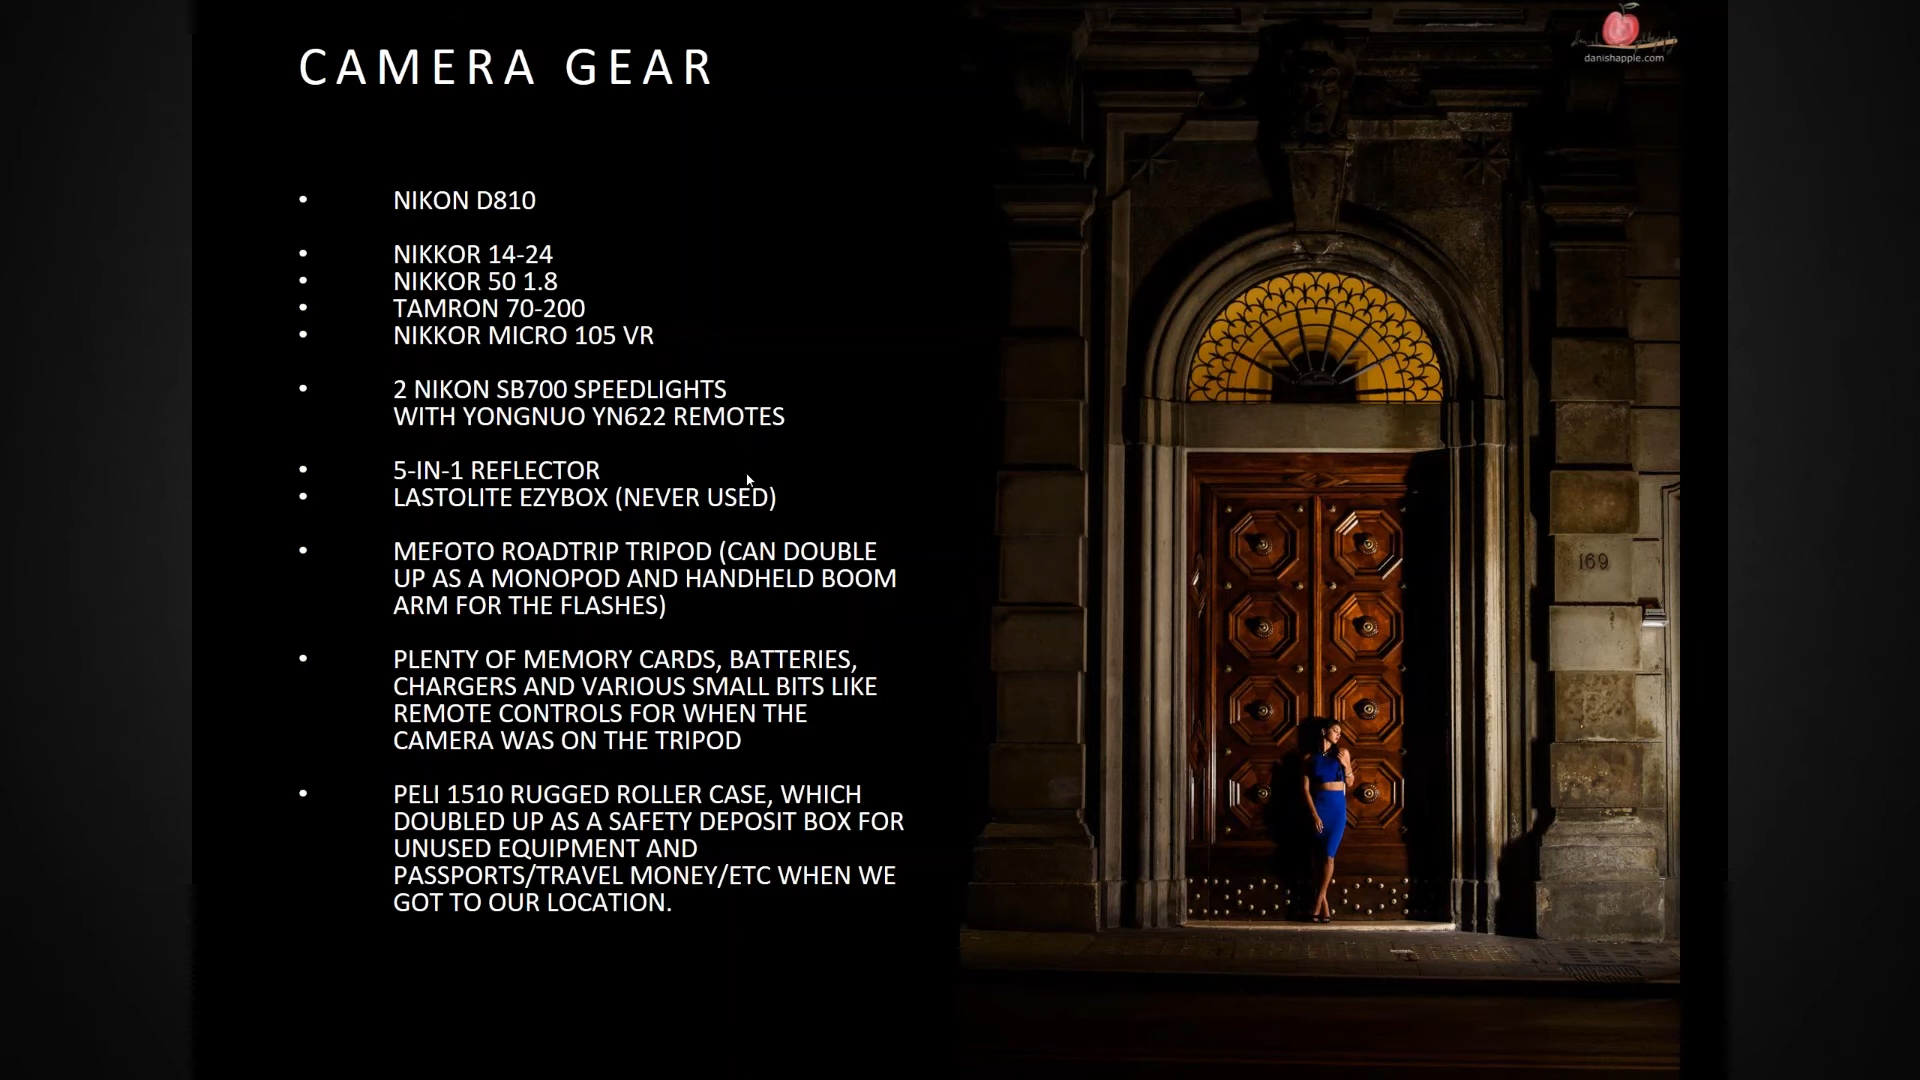 CAMERA GEAR
• NIKON D810
• NIKKOR 14-24
• NIKKOR 50 1.8
• TAMRON 70-200
• NIKKOR MICRO 105 VR
• 2 NIKON SB700 SPEEDLIGHTS
WITH YONGNUO YN622 REMOTES
• 5-IN-1 REFLECTOR
• LASTOLITE EZYBOX (NEVER USED)
• MEFOTO ROADTRIP TRIPOD (CAN DOUBLE
UP AS A MONOPOD AND HANDHELD BOOM
ARM FOR THE FLASHES)
• PLENTY OF MEMORY CARDS, BATTERIES,
CHARGERS AND VARIOUS SMALL BITS LIKE
REMOTE CONTROLS FOR WHEN THE
CAMERA WAS ON THE TRIPOD
• PELI 1510 RUGGED ROLLER CASE, WHICH
DOUBLED UP AS A SAFETY DEPOSIT BOX FOR
UNUSED EQUIPMENT AND
PASSPORTS/TRAVEL MONEY/ETC WHEN WE
GOT TO OUR LOCATION.
danishapple.com
169